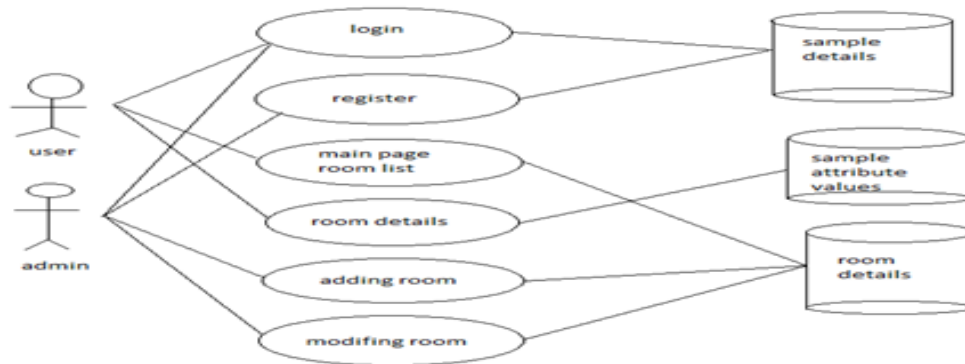 login
register
main page
room list
room details
adding room
modifing room
user
admin
sample
details
sample
attribute
values
room
details